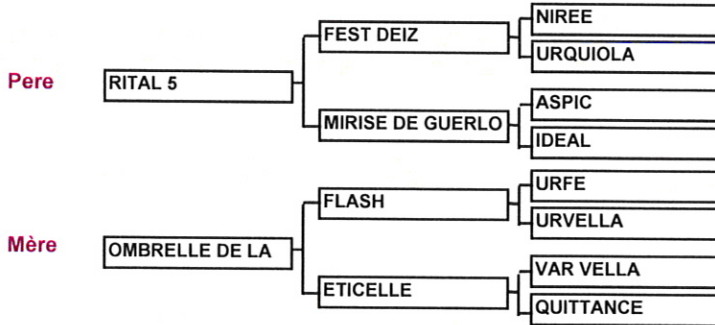 NIREE
FEST DEIZ
URQUIOLA
Pere
RITAL 5
ASPIC
MIRISE DE GUERLO
IDEAL
URFE
FLASH
URVELLA
Mère
OMBRELLE DE LA
VAR VELLA
ETICELLE
QUITTANCE